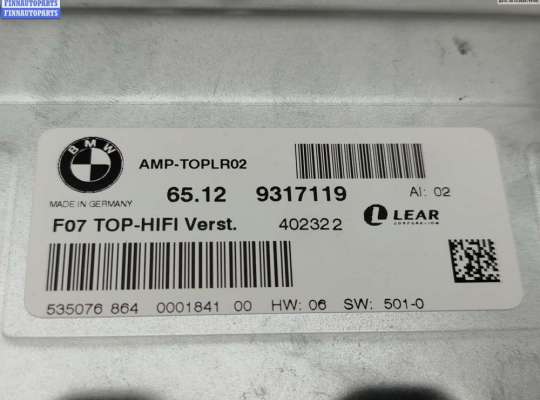 FINNAUTOPARTS
FINNAUTOPARTS
BMW
AMP-TOPLR02
MADE IN GERMANY
65.12 9317119 AI: 02
F07 TOP-HIFI Verst. 402322
LEAR
CORPORATION
535076 864 0001841 00 HW: 06 SW: 501-0